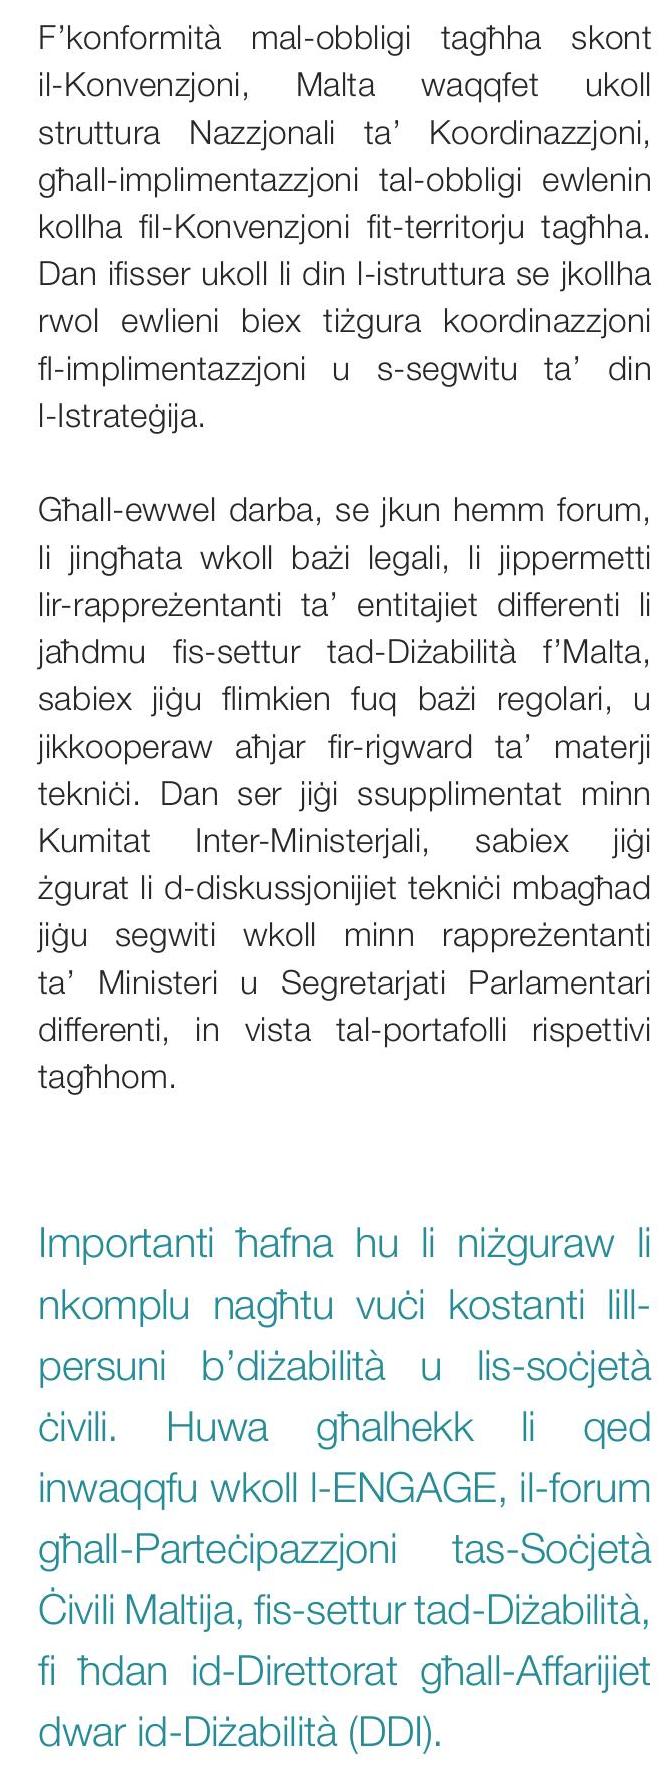 F’konformità mal-obbligi tagħha skont
il-Konvenzjoni, Malta waqqfet ukoll
struttura Nazzjonali ta’ Koordinazzjoni,
għall-implimentazzjoni tal-obbligi ewlenin
kollha fil-Konvenzjoni fit-territorju tagħha.
Dan ifisser ukoll li din l-istruttura se jkollha
rwol ewlieni biex tiżgura koordinazzjoni
fl-implimentazzjoni u s-segwitu ta’ din
l-Istrateġija.
Għall-ewwel darba, se jkun hemm forum,
li jingħata wkoll bażi legali, li jippermetti
lir-rappreżentanti ta’ entitajiet differenti li
jaħdmu fis-settur tad-Diżabilità f’Malta,
sabiex jiġu flimkien fuq bażi regolari, u
jikkooperaw aħjar fir-rigward ta’ materji
tekniċi. Dan ser jiġi ssupplimentat minn
Kumitat Inter-Ministerjali, sabiex jiġi
żgurat li d-diskussjonijiet tekniċi mbagħad
jiġu segwiti wkoll minn rappreżentanti
ta’ Ministeri u Segretarjati Parlamentari
differenti, in vista tal-portafolli rispettivi
tagħhom.
Importanti ħafna hu li niżguraw li
nkomplu nagħtu vuċi kostanti lill-
persuni b’diżabilità u lis-soċjetà
ċivili. Huwa għalhekk li qed
inwaqqfu wkoll l-ENGAGE, il-forum
għall-Parteċipazzjoni tas-Soċjetà
Ċivili Maltija, fis-settur tad-Diżabilità,
fi ħdan id-Direttorat għall-Affarijiet
dwar id-Diżabilità (DDI).